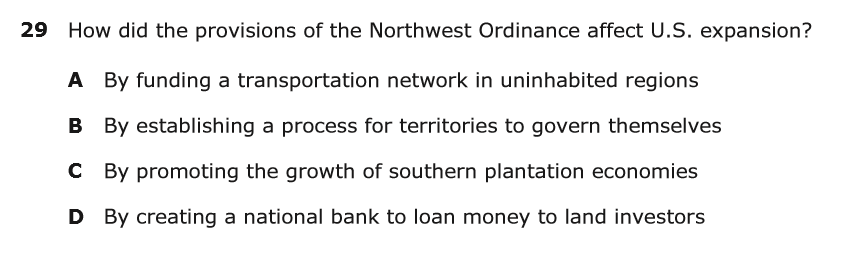 29 How did the provisions of the Northwest Ordinance affect U.S. expansion?
A By funding a transportation network in uninhabited regions
B By establishing a process for territories to govern themselves
C By promoting the growth of southern plantation economies
D By creating a national bank to loan money to land investors